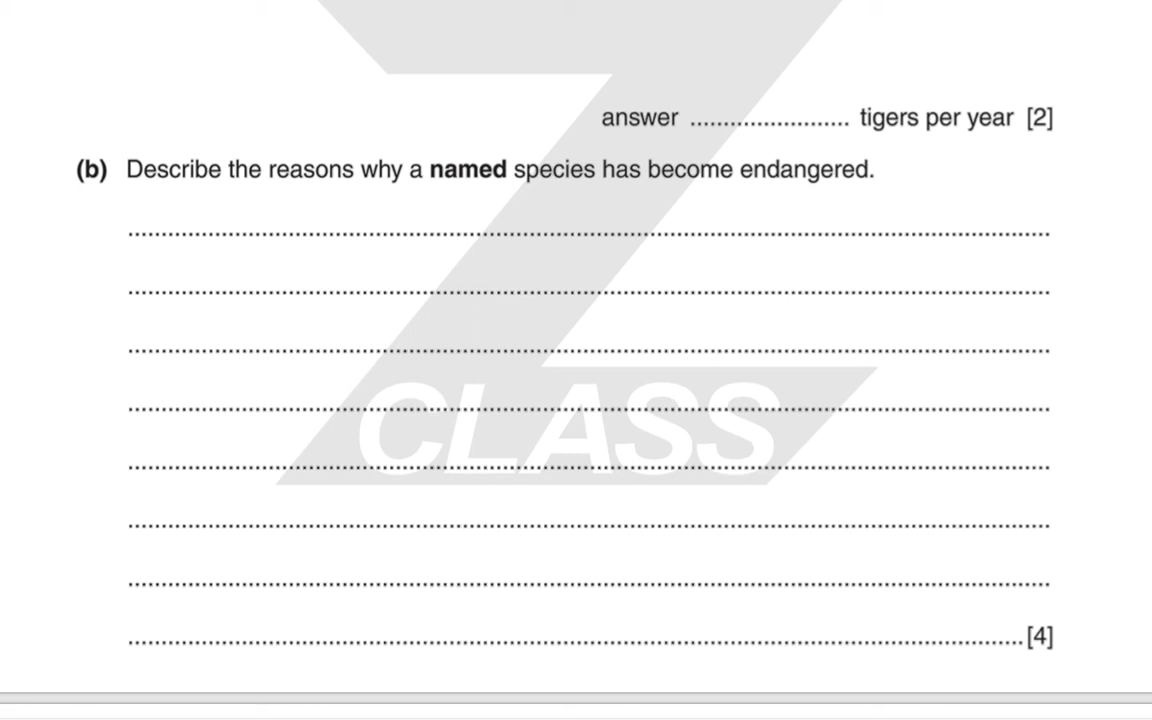 answer ........................ tigers per year [2]
(b) Describe the reasons why a named species has become endangered.
CLASS
[4]